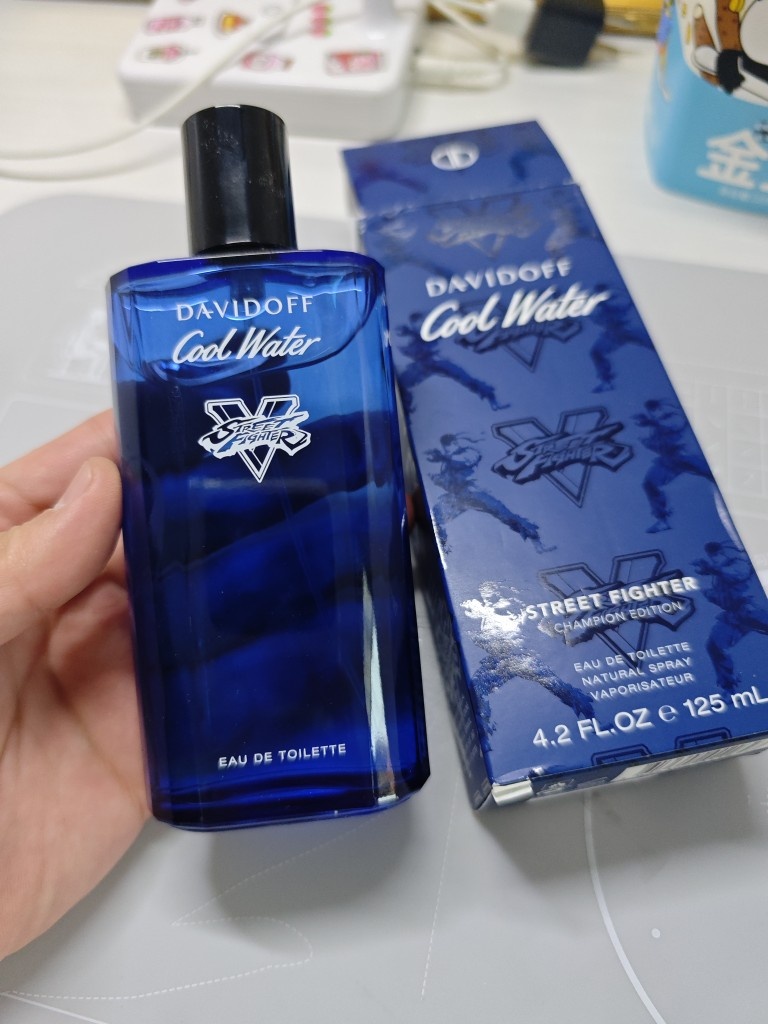 DAVIDOFF
Cool Water
V
STREET
FIGHTER
EAU DE TOILETTE
DAVIDOFF
Cool Water
V
STREET
FIGHTER
STREET FIGHTER
CHAMPION EDITION
EAU DE TOILETTE
NATURAL SPRAY
VAPORISATEUR
4.2 FL.OZ e 125 mL
金